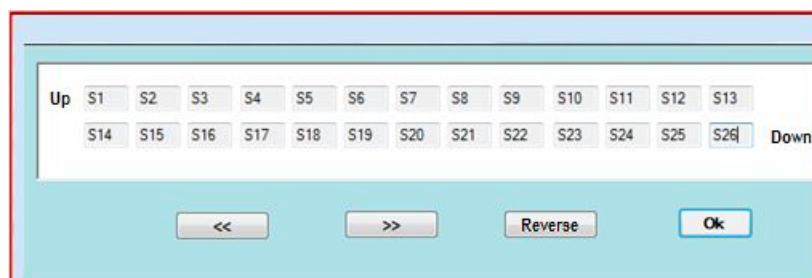 Up S1 S2 S3 S4 S5 S6 S7 S8 S9 S10 S11 S12 S13
S14 S15 S16 S17 S18 S19 S20 S21 S22 S23 S24 S25 S26 Down
<< >> Reverse Ok